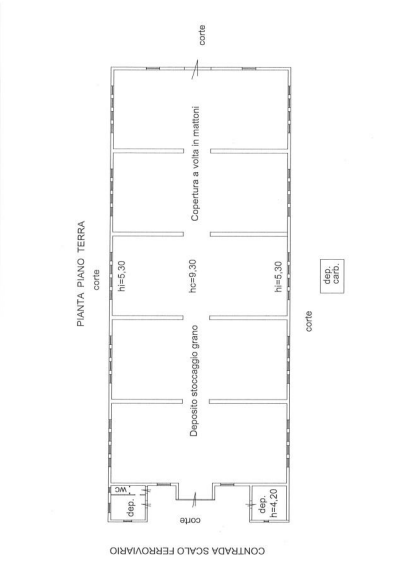 PIANTA PIANO TERRA
corte
corte
hi=5,30
hc=9,30
hi=5,30
Copertura a volta in mattoni
Deposito stoccaggio grano
dep.
carb.
corte
WC
dep.
corte
dep.
h=4,20
CONTRADA SCALO FERROVIARIO